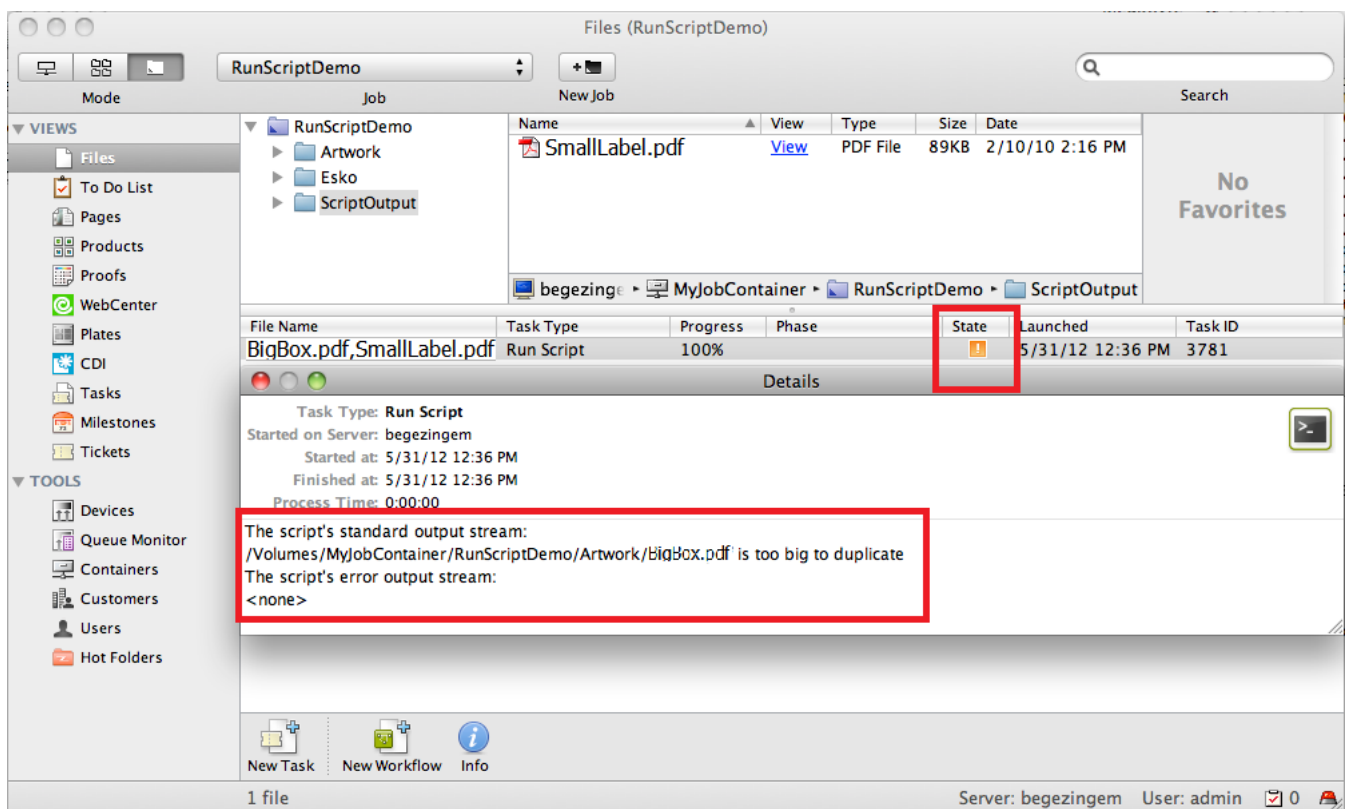 Files (RunScriptDemo)
RunScriptDemo
Mode
Job
New Job
Search
VIEWS
Files
To Do List
Pages
Products
Proofs
WebCenter
Plates
CDI
Tasks
Milestones
Tickets
TOOLS
Devices
Queue Monitor
Containers
Customers
Users
Hot Folders
RunScriptDemo
Artwork
Esko
ScriptOutput
Name View Type Size Date
SmallLabel.pdf View PDF File 89KB 2/10/10 2:16 PM
No
Favorites
begezinge MyJobContainer RunScriptDemo ScriptOutput
File Name Task Type Progress Phase State Launched Task ID
BigBox.pdf,SmallLabel.pdf Run Script 100% 5/31/12 12:36 PM 3781
Details
Task Type: Run Script
Started on Server: begezingem
Started at: 5/31/12 12:36 PM
Finished at: 5/31/12 12:36 PM
Process Time: 0:00:00
The script's standard output stream:
/Volumes/MyJobContainer/RunScriptDemo/Artwork/BigBox.pdf' is too big to duplicate
The script's error output stream:
<none>
New Task New Workflow Info
1 file
Server: begezingem User: admin 0